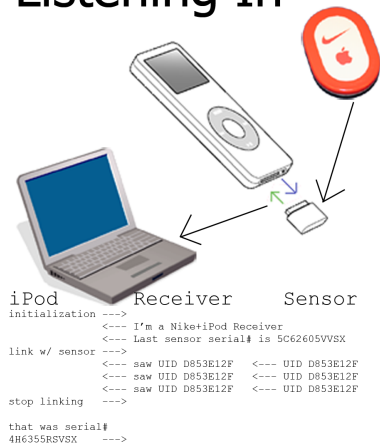 Listening In
iPod Receiver Sensor
initialization --->
<--- I'm a Nike+iPod Receiver
<--- Last sensor serial# is 5C62605VVSX
link w/ sensor --->
<--- saw UID D853E12F <--- UID D853E12F
<--- saw UID D853E12F <--- UID D853E12F
<--- saw UID D853E12F <--- UID D853E12F
stop linking --->
that was serial#
4H6355RSVSX --->